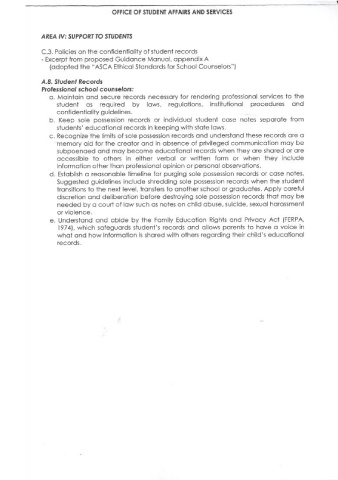 OFFICE OF STUDENT AFFAIRS AND SERVICES
AREA IV: SUPPORT TO STUDENTS
C.3. Policies on the confidentiality of student records
- Excerpt from proposed Guidance Manual, appendix A
(adopted the "ASCA Ethical Standards for School Counselors")
A.8. Student Records
Professional school counselors:
a. Maintain and secure records necessary for rendering professional services to the
student as required by laws, regulations, institutional procedures and
confidentiality guidelines.
b. Keep sole possession records or individual student case notes separate from
students' educational records in keeping with state laws.
c. Recognize the limits of sole possession records and understand these records are a
memory aid for the creator and in absence of privileged communication may be
subpoenaed and may become educational records when they are shared or are
accessible to others in either verbal or written form or when they include
information other than professional opinion or personal observations.
d. Establish a reasonable timeline for purging sole possession records or case notes.
Suggested guidelines include shredding sole possession records when the student
transitions to the next level, transfers to another school or graduates. Apply careful
discretion and deliberation before destroying sole possession records that may be
needed by a court of law such as notes on child abuse, suicide, sexual harassment
or violence.
e. Understand and abide by the Family Education Rights and Privacy Act (FERPA,
1974), which safeguards student's records and allows parents to have a voice in
what and how information is shared with others regarding their child's educational
records.